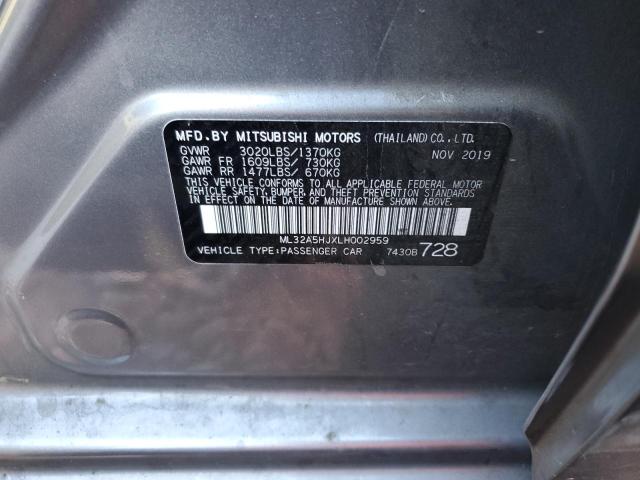 MFD.BY MITSUBISHI MOTORS (THAILAND) CO.,LTD.
GVWR 3020LBS/1370KG NOV 2019
GAWR FR 1609LBS/ 730KG
GAWR RR 1477LBS/ 670KG
THIS VEHICLE CONFORMS TO ALL APPLICABLE FEDERAL MOTOR
VEHICLE SAFETY,BUMPER,AND THEFT PREVENTION STANDARDS
IN EFFECT ON THE DATE OF MANUFACTURE SHOWN ABOVE.
ML32A5HJXLH002959
VEHICLE TYPE:PASSENGER CAR 7430B 728